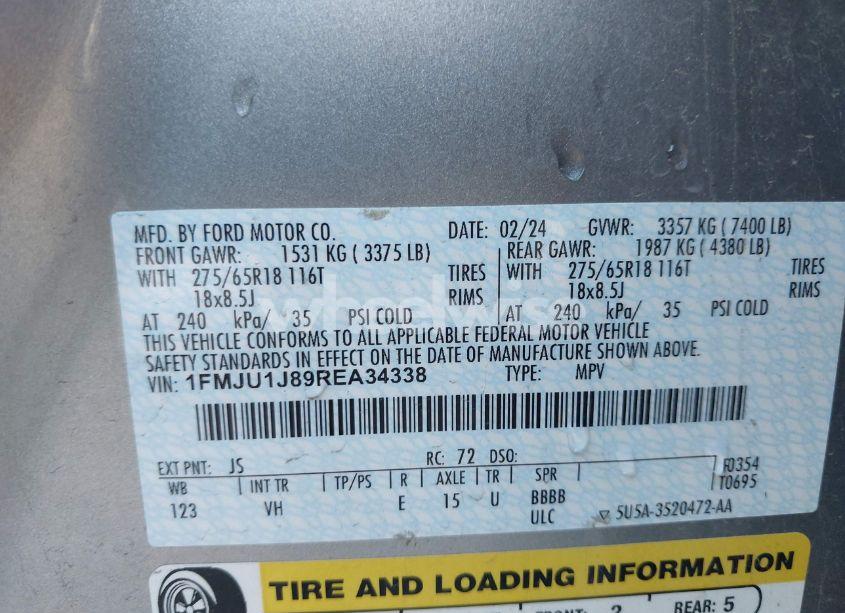 MFD. BY FORD MOTOR CO. DATE: 02/24 GVWR: 3357 KG ( 7400 LB)
FRONT GAWR: 1531 KG ( 3375 LB) REAR GAWR: 1987 KG ( 4380 LB)
WITH 275/65R18 116T TIRES WITH 275/65R18 116T TIRES
18x8.5J RIMS 18x8.5J RIMS
AT 240 kPa/ 35 PSI COLD AT 240 kPa/ 35 PSI COLD
THIS VEHICLE CONFORMS TO ALL APPLICABLE FEDERAL MOTOR VEHICLE
SAFETY STANDARDS IN EFFECT ON THE DATE OF MANUFACTURE SHOWN ABOVE.
VIN: 1FMJU1J89REA34338 TYPE: MPV
EXT PNT: JS RC: 72 DSO: F0354
WB INT TR TP/PS R AXLE TR SPR T0695
123 VH E 15 U BBBB
ULC 5U5A-3520472-AA
TIRE AND LOADING INFORMATION
FRONT: 2 REAR: 5